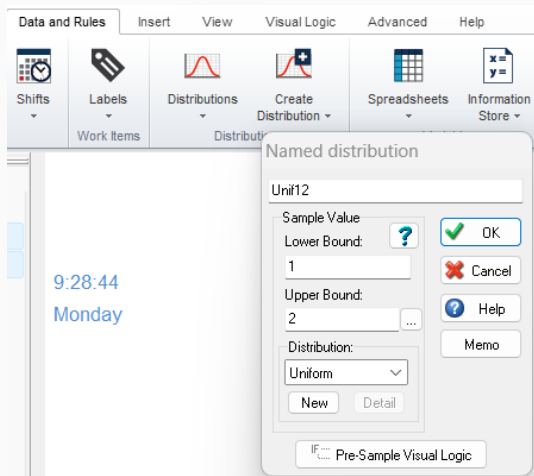 Data and Rules Insert View Visual Logic Advanced Help
Shifts Labels Distributions Create Distribution Spreadsheets Information Store
x=
y=
Work Items
Named distribution
Unif12
Sample Value
Lower Bound:
?
OK
1
Cancel
Upper Bound:
2
...
? Help
Distribution:
Memo
Uniform
New Detail
IF Pre-Sample Visual Logic
9:28:44
Monday